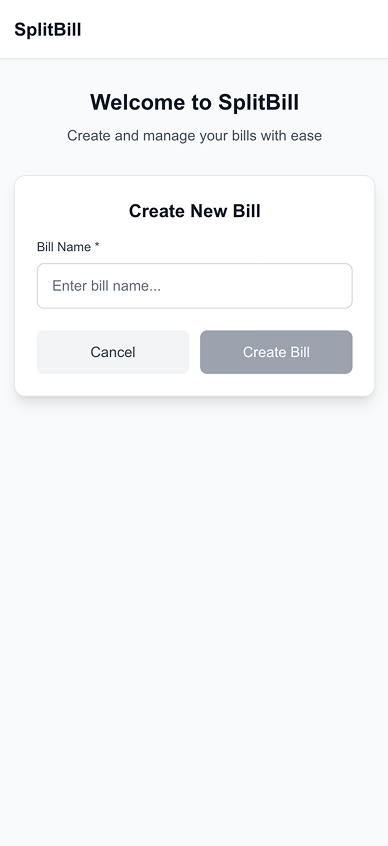 SplitBill
Welcome to SplitBill
Create and manage your bills with ease
Create New Bill
Bill Name *
Enter bill name...
Cancel
Create Bill